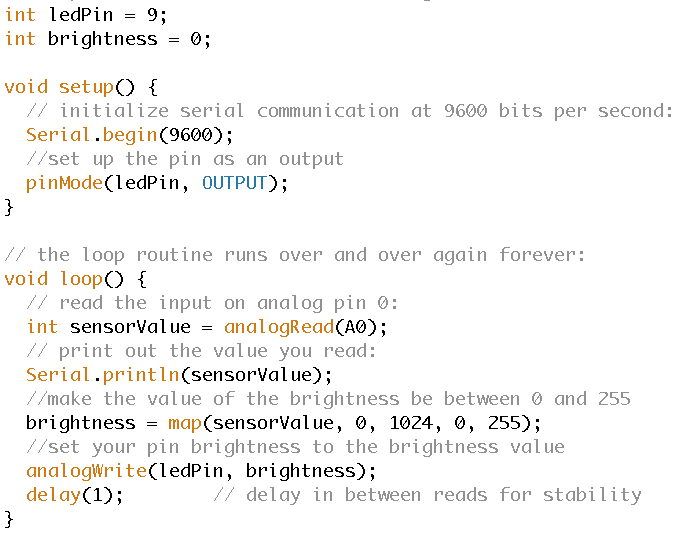 int ledPin = 9;
int brightness = 0;

void setup() {
  // initialize serial communication at 9600 bits per second:
  Serial.begin(9600);
  //set up the pin as an output
  pinMode(ledPin, OUTPUT);
}

// the loop routine runs over and over again forever:
void loop() {
  // read the input on analog pin 0:
  int sensorValue = analogRead(A0);
  // print out the value you read:
  Serial.println(sensorValue);
  //make the value of the brightness be between 0 and 255
  brightness = map(sensorValue, 0, 1024, 0, 255);
  //set your pin brightness to the brightness value
  analogWrite(ledPin, brightness);
  delay(1);        // delay in between reads for stability
}